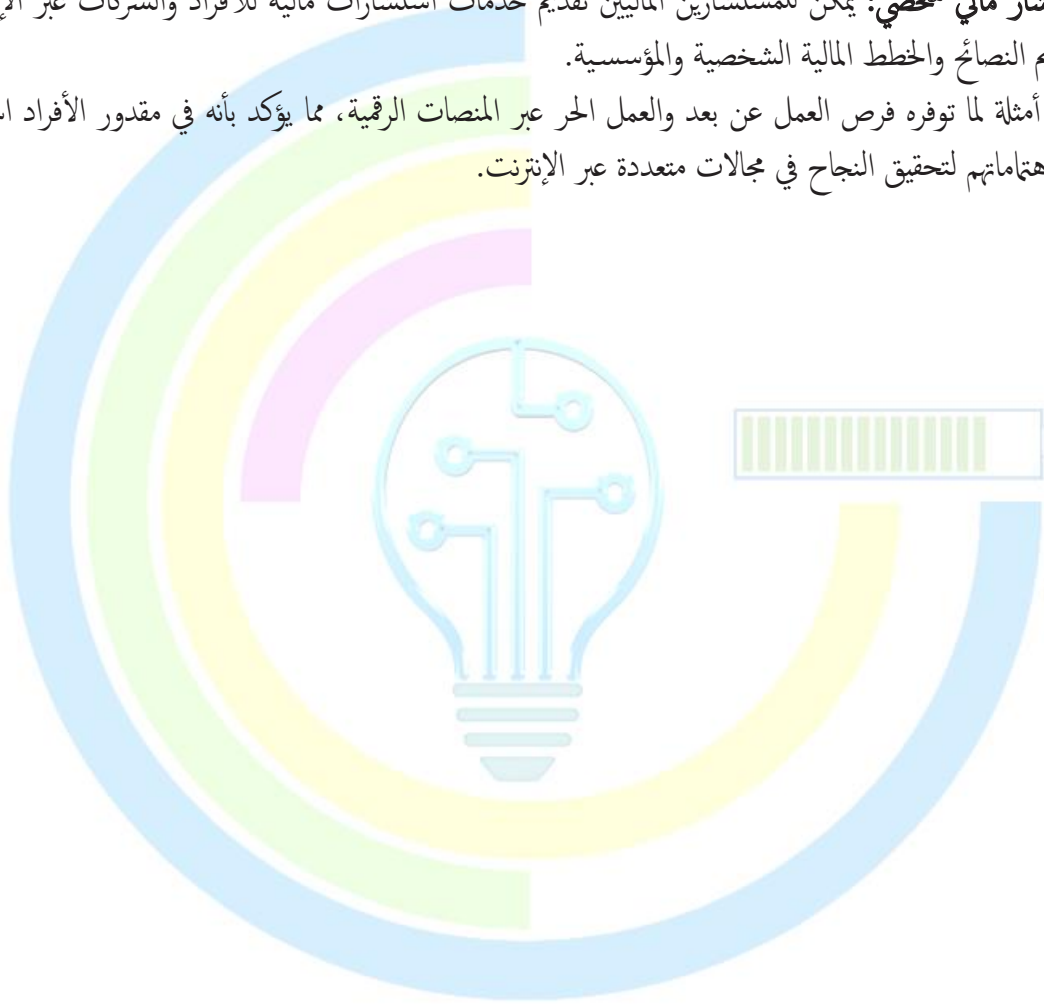 مالي شخصي: يمكن للمستشارين الماليين تقديم خدمات استشارات مالية للأفراد والشركات عبر
النصائح والخطط المالية الشخصية والمؤسسية.
أمثلة لما توفره فرص العمل عن بعد والعمل الحر عبر المنصات الرقمية، مما يؤكد بأنه في مقدور الأفراد
لتحقيق النجاح في مجالات متعددة عبر الإنترنت.